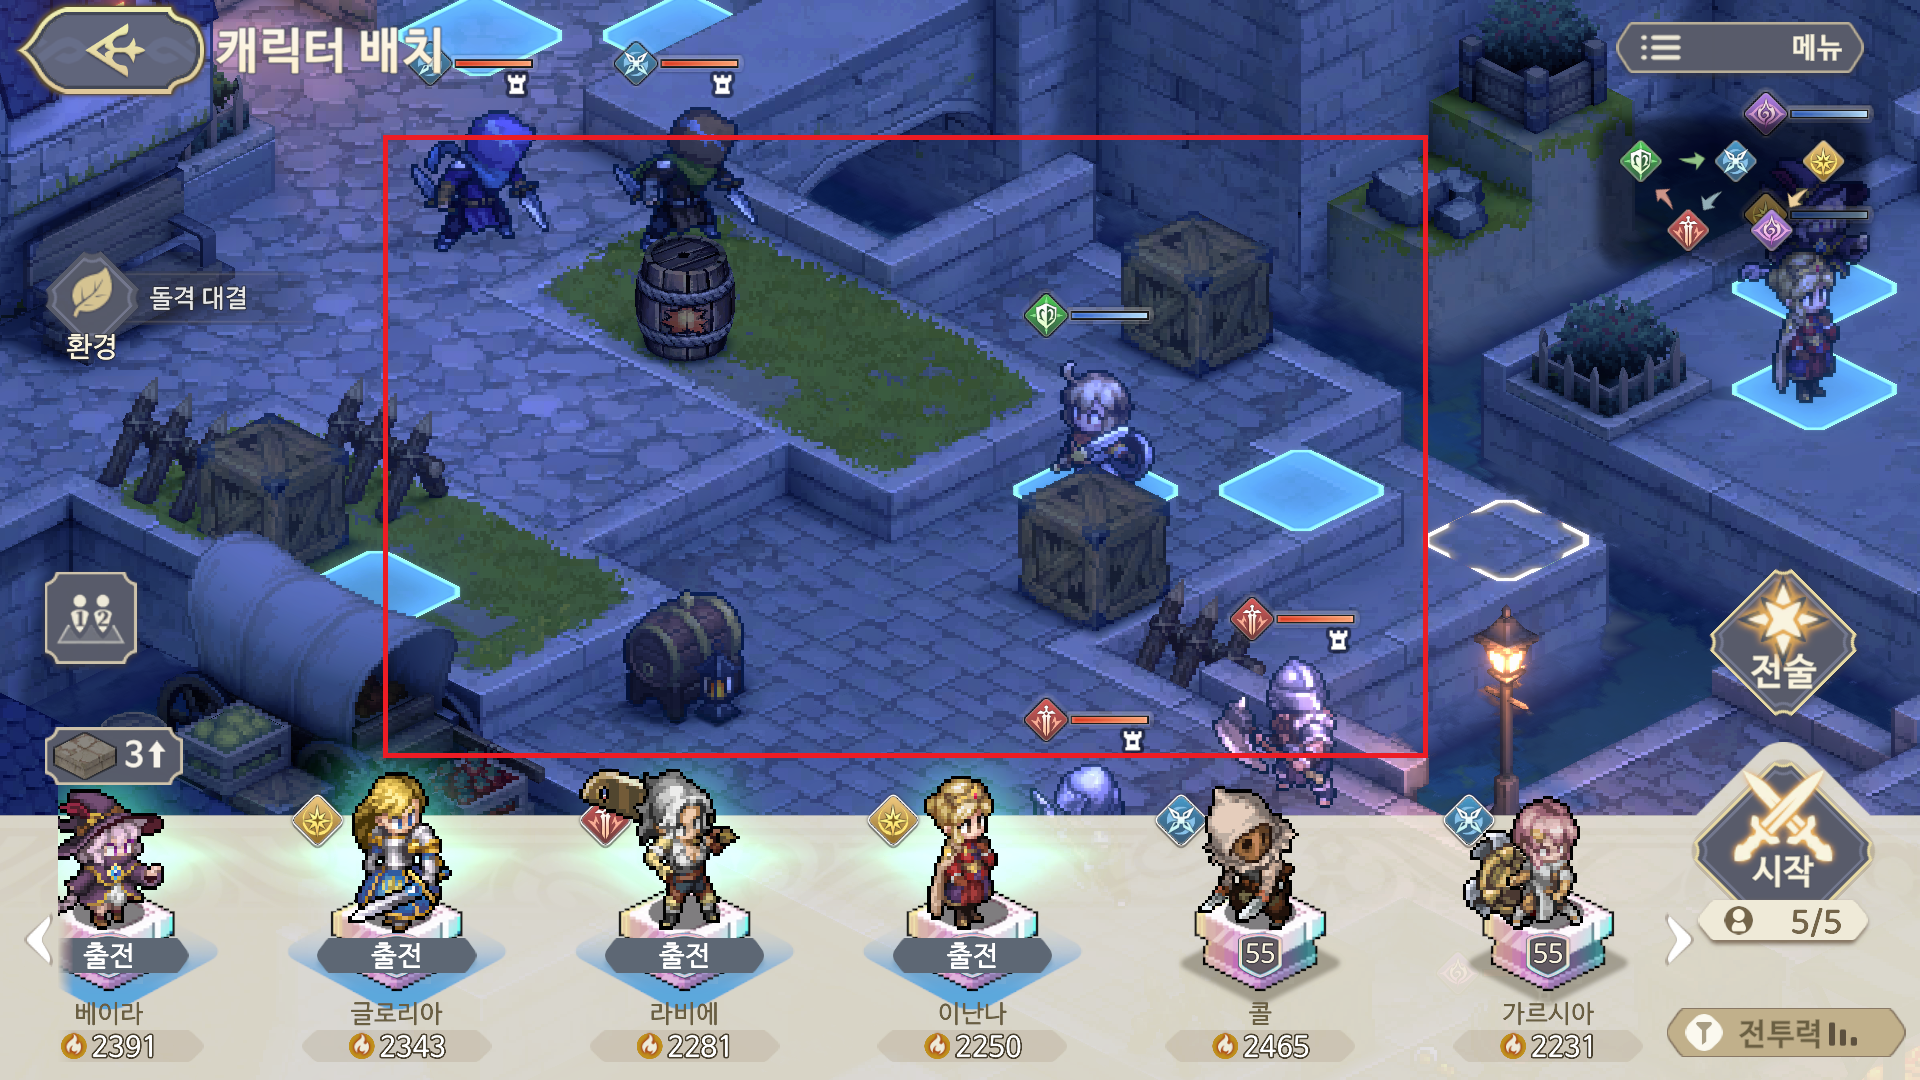 캐릭터 배치
메뉴
돌격 대결
환경
1 2
3
전술
시작
5/5
출전
출전
출전
출전
55
55
베이라
글로리아
라비에
이난나
콜
가르시아
2391
2343
2281
2250
2465
2231
전투력